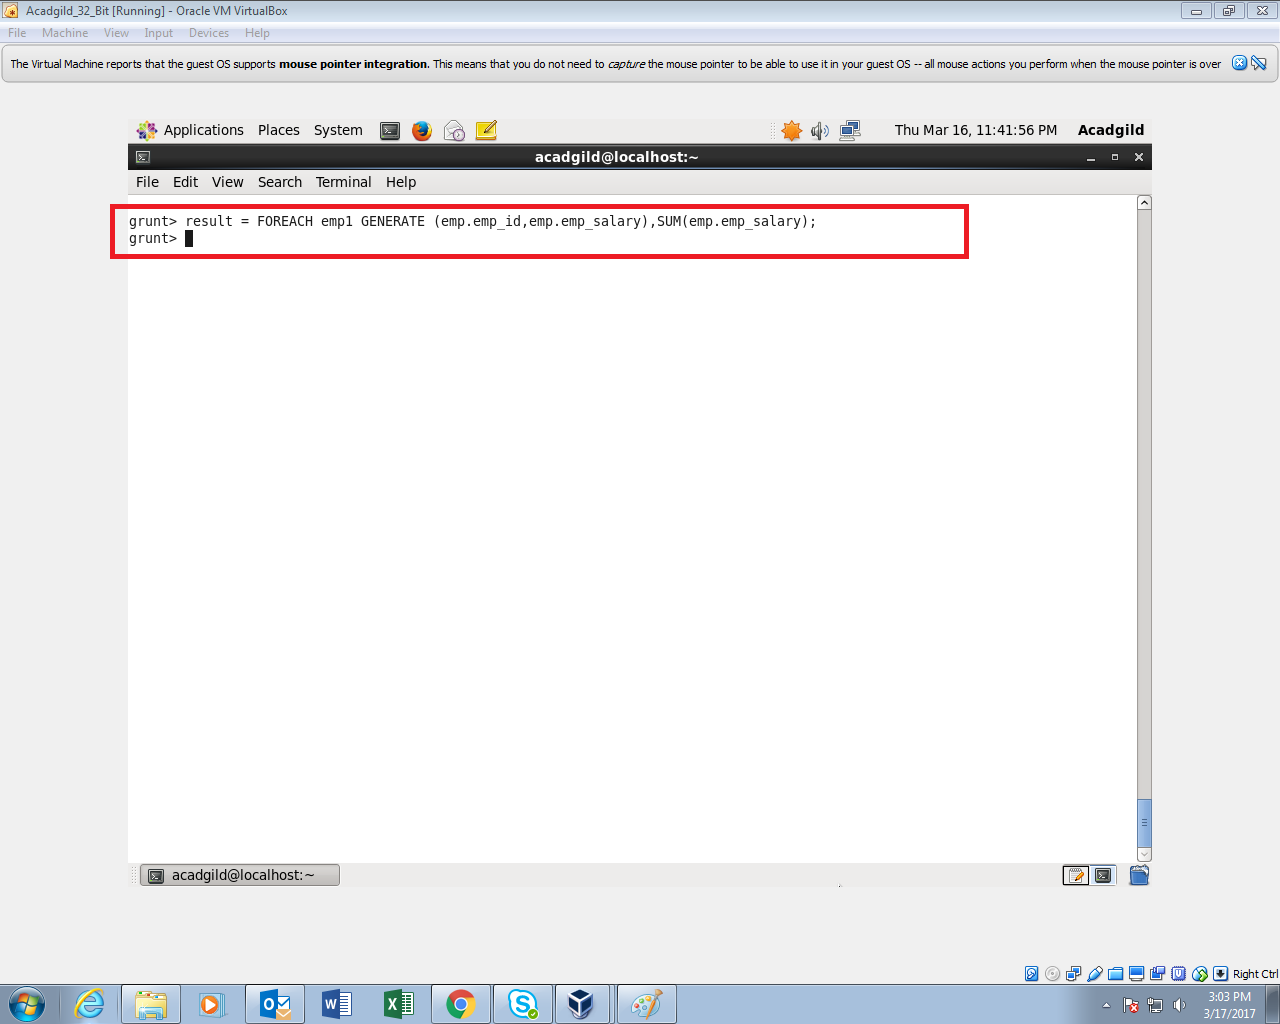 Acadgild_32_Bit [Running] - Oracle VM VirtualBox
File Machine View Input Devices Help
The Virtual Machine reports that the guest OS supports mouse pointer integration. This means that you do not need to capture the mouse pointer to be able to use it in your guest OS -- all mouse actions you perform when the mouse pointer is over
Applications Places System Thu Mar 16, 11:41:56 PM Acadgild
acadgild@localhost:~
File Edit View Search Terminal Help
grunt> result = FOREACH emp1 GENERATE (emp.emp_id,emp.emp_salary),SUM(emp.emp_salary);
grunt>
acadgild@localhost:~
Right Ctrl
3:03 PM
3/17/2017